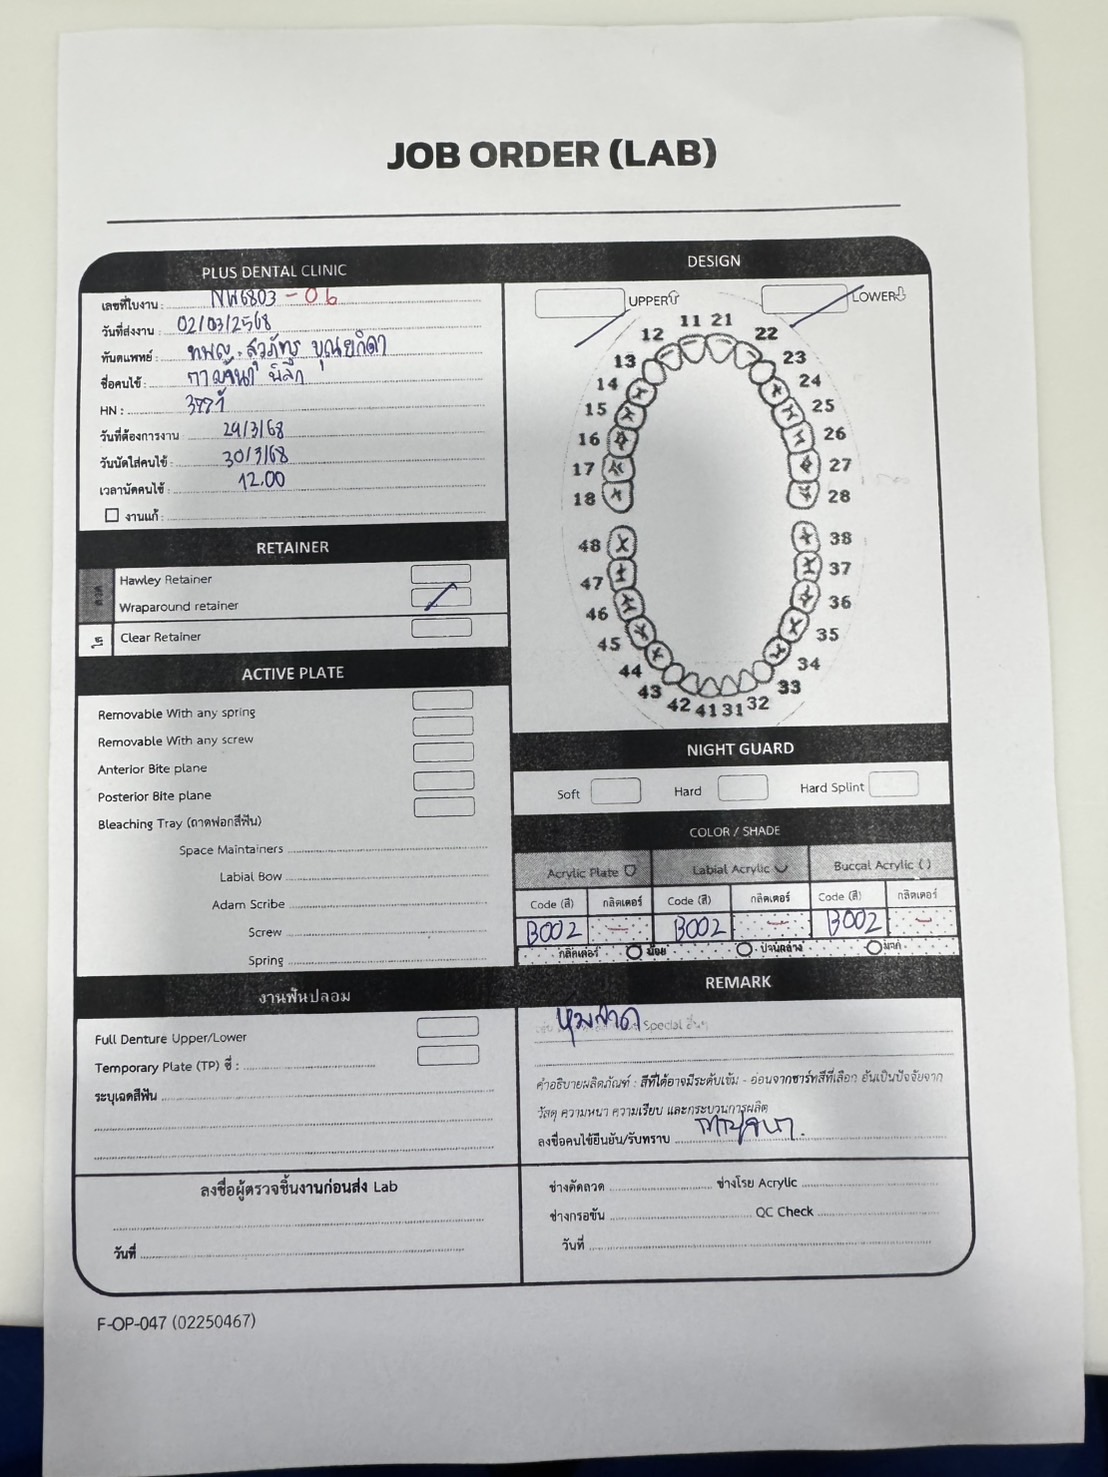 JOB ORDER (LAB)
PLUS DENTAL CLINIC
เลขที่ใบงาน : NW6803 - 06
วันที่ส่งงาน : 02/03/2568
ทันตแพทย์ : ทพญ. สุวภัทร บุณยกิดา
ชื่อคนไข้ : กาญจนา
HN :
วันที่ต้องการงาน 29/3/68
วันนัดใส่คนไข้ : 30/3/68
เวลานัดคนไข้ : 12.00
งานแก้ :
RETAINER
ลวด
Hawley Retainer
Wraparound retainer
ใส
Clear Retainer
ACTIVE PLATE
Removable With any spring
Removable With any screw
Anterior Bite plane
Posterior Bite plane
Bleaching Tray (ถาดฟอกสีฟัน)
Space Maintainers
Labial Bow
Adam Scribe
Screw
Spring
งานฟันปลอม
Full Denture Upper/Lower
Temporary Plate (TP) ซี่ :
ระบุเฉดสีฟัน
ลงชื่อผู้ตรวจชิ้นงานก่อนส่ง Lab
วันที่
DESIGN
UPPER
LOWER
11 21
12 22
13 23
14 24
15 25
16 26
17 27
18 28
48 38
47 37
46 36
45 35
44 34
43 33
42 41 31 32
NIGHT GUARD
Soft Hard Hard Splint
COLOR / SHADE
Acrylic Plate Labial Acrylic Buccal Acrylic ( )
Code (สี) กลิตเตอร์ Code (สี) กลิตเตอร์ Code (สี) กลิตเตอร์
B002 – B002 – B002 –
กลิตเตอร์ น้อย ปานกลาง มาก
REMARK
หุ้มลวด
Special อื่นๆ
คำอธิบายผลิตภัณฑ์ : สีที่ได้อาจมีระดับเข้ม - อ่อนจากชาร์ทสีที่เลือก อันเป็นปัจจัยจาก
วัสดุ ความหนา ความเรียบ และกระบวนการผลิต
ลงชื่อคนไข้ยืนยัน/รับทราบ กาญจนา.
ช่างดัดลวด ช่างโรย Acrylic
ช่างกรอขัน QC Check
วันที่
F-OP-047 (02250467)